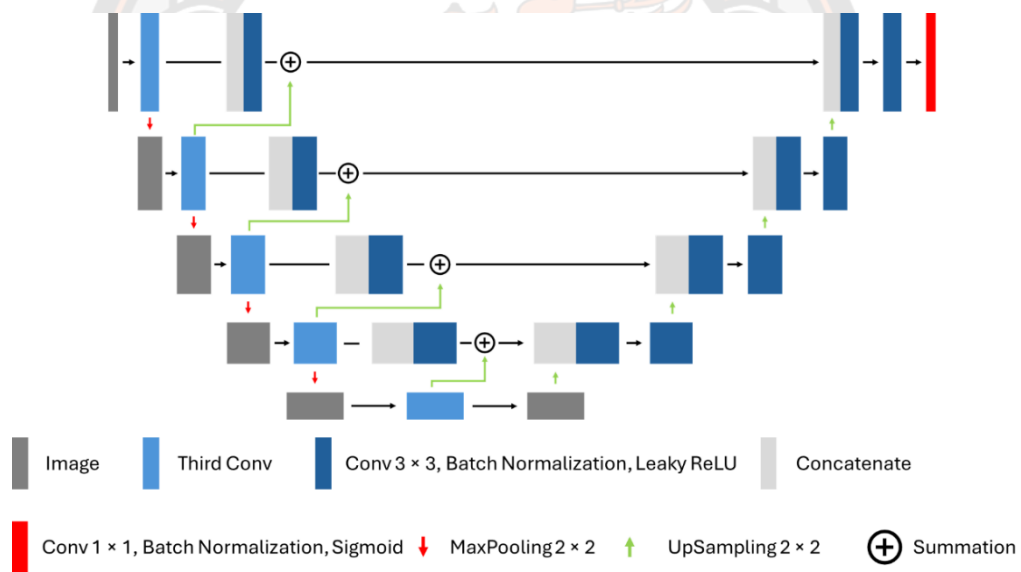 Image
Third Conv
Conv 3 × 3, Batch Normalization, Leaky ReLU
Concatenate
Conv 1 × 1, Batch Normalization, Sigmoid
MaxPooling 2 × 2
UpSampling 2 × 2
Summation